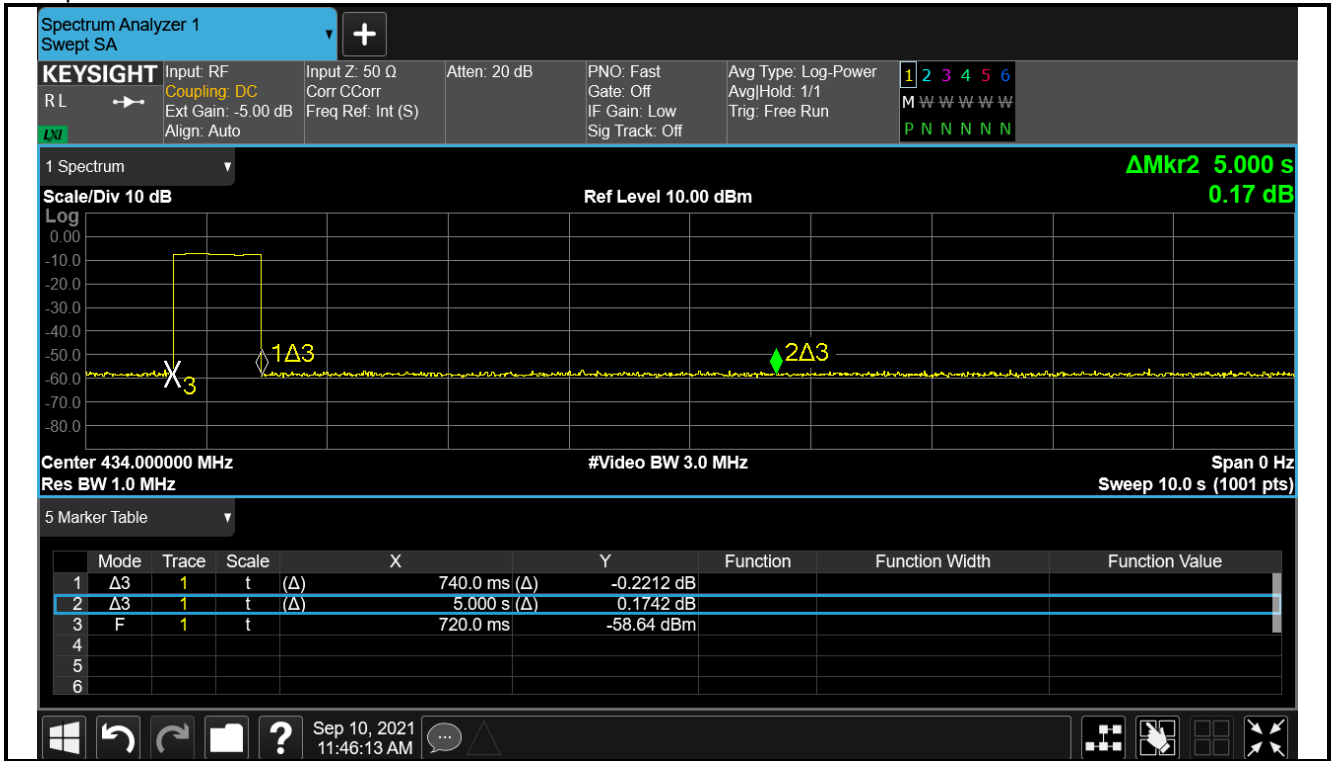 Spectrum Analyzer 1
Swept SA
KEYSIGHT
RL
LXI
Input: RF
Coupling: DC
Ext Gain: -5.00 dB
Align: Auto
Input Z: 50 Ω
Corr CCorr
Freq Ref: Int (S)
Atten: 20 dB
PNO: Fast
Gate: Off
IF Gain: Low
Sig Track: Off
Avg Type: Log-Power
Avg|Hold: 1/1
Trig: Free Run
1 2 3 4 5 6
M W W W W W
P N N N N N
1 Spectrum
ΔMkr2 5.000 s
0.17 dB
Scale/Div 10 dB
Ref Level 10.00 dBm
Log
0.00
-10.0
-20.0
-30.0
-40.0
-50.0
-60.0
-70.0
-80.0
3
1Δ3
2Δ3
Center 434.000000 MHz
#Video BW 3.0 MHz
Span 0 Hz
Res BW 1.0 MHz
Sweep 10.0 s (1001 pts)
5 Marker Table
Mode Trace Scale X Y Function Function Width Function Value
1 Δ3 1 t (Δ) 740.0 ms (Δ) -0.2212 dB
2 Δ3 1 t (Δ) 5.000 s (Δ) 0.1742 dB
3 F 1 t 720.0 ms -58.64 dBm
4
5
6
?
Sep 10, 2021
11:46:13 AM